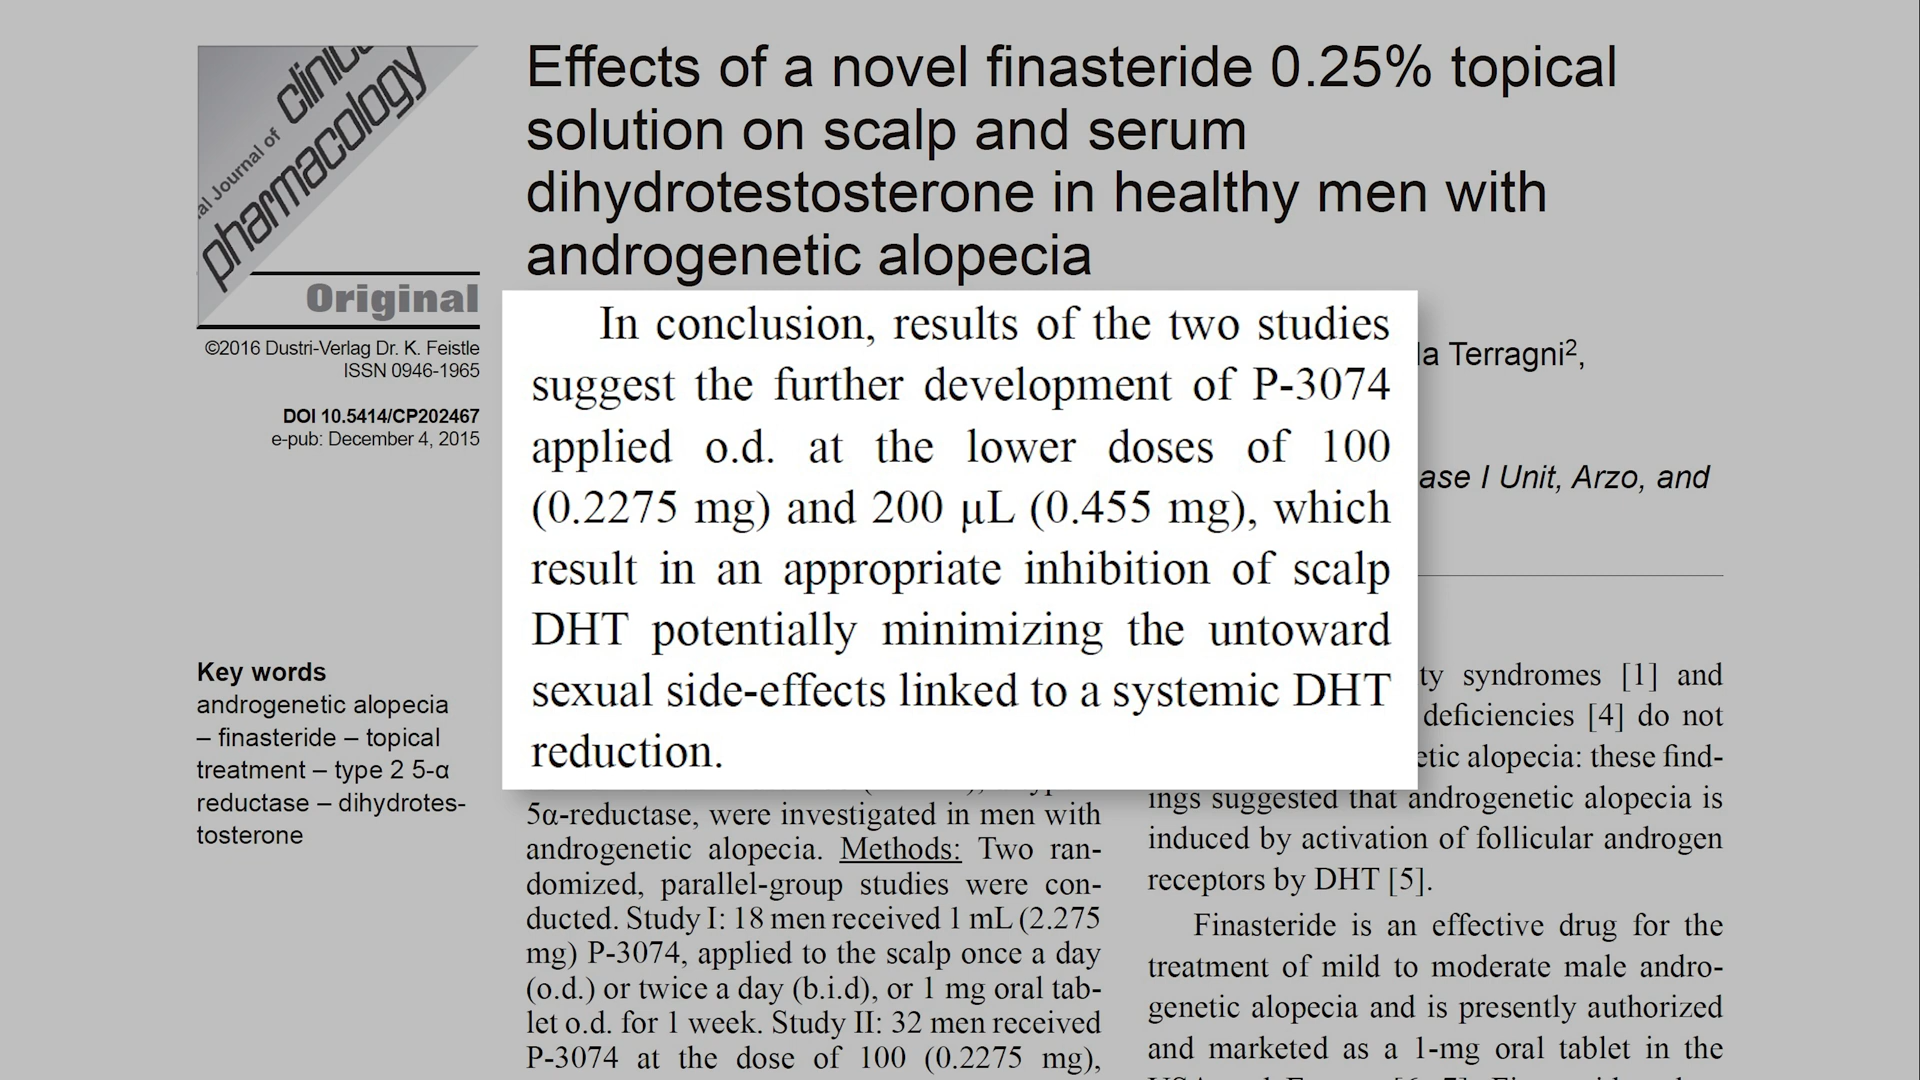 al Journal of
clinical
pharmacology
Original
©2016 Dustri-Verlag Dr. K. Feistle
ISSN 0946-1965
DOI 10.5414/CP202467
e-pub: December 4, 2015
Key words
androgenetic alopecia
– finasteride – topical
treatment – type 2 5-α
reductase – dihydrotes-
tosterone
Effects of a novel finasteride 0.25% topical
solution on scalp and serum
dihydrotestosterone in healthy men with
androgenetic alopecia
la Terragni²,
ase I Unit, Arzo, and
In conclusion, results of the two studies
suggest the further development of P-3074
applied o.d. at the lower doses of 100
(0.2275 mg) and 200 μL (0.455 mg), which
result in an appropriate inhibition of scalp
DHT potentially minimizing the untoward
sexual side-effects linked to a systemic DHT
reduction.
5α-reductase, were investigated in men with
androgenetic alopecia. Methods: Two ran-
domized, parallel-group studies were con-
ducted. Study I: 18 men received 1 mL (2.275
mg) P-3074, applied to the scalp once a day
(o.d.) or twice a day (b.i.d), or 1 mg oral tab-
let o.d. for 1 week. Study II: 32 men received
P-3074 at the dose of 100 (0.2275 mg),
ty syndromes [1] and
deficiencies [4] do not
etic alopecia: these find-
ings suggested that androgenetic alopecia is
induced by activation of follicular androgen
receptors by DHT [5].
Finasteride is an effective drug for the
treatment of mild to moderate male andro-
genetic alopecia and is presently authorized
and marketed as a 1-mg oral tablet in the